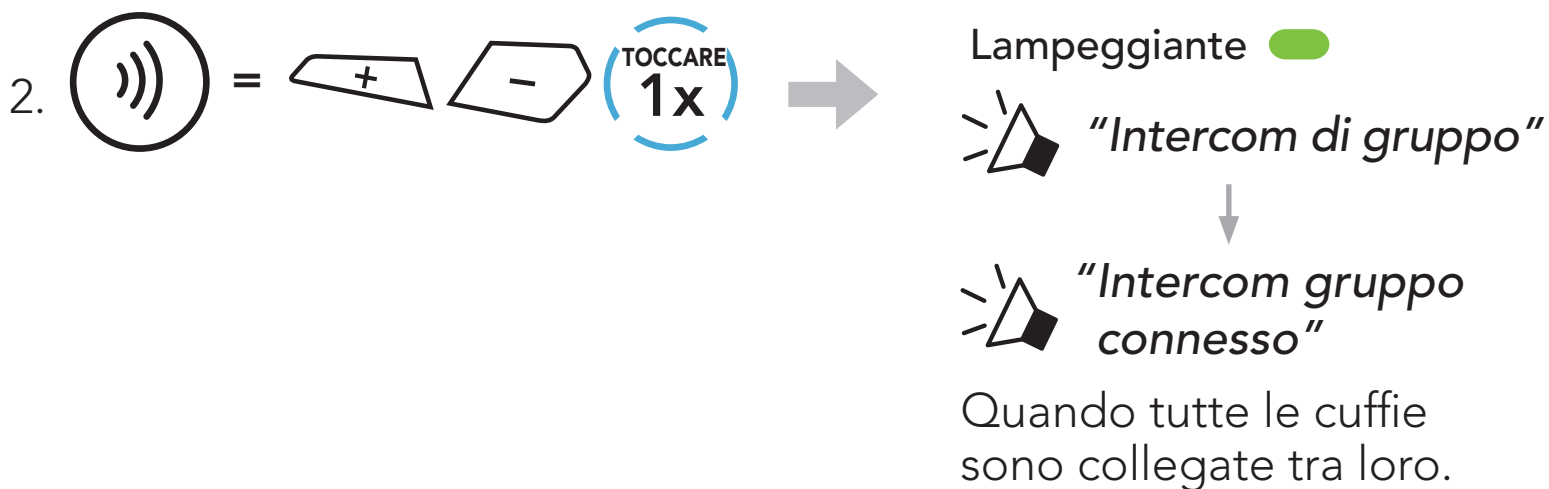 2. = + − TOCCARE
1x
Lampeggiante
"Intercom di gruppo"
"Intercom gruppo
connesso"
Quando tutte le cuffie
sono collegate tra loro.